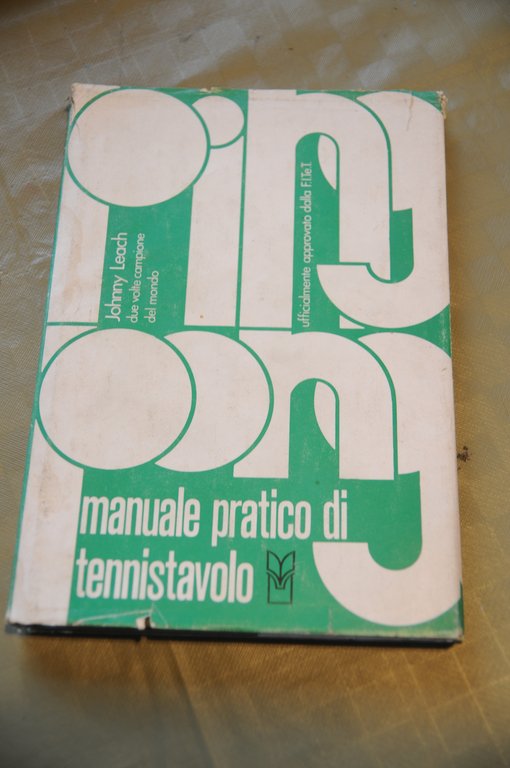 ping
Johnny Leach
due volte campione
del mondo
ufficialmente approvato dalla F.I.Te.T.
pong
manuale pratico di
tennistavolo